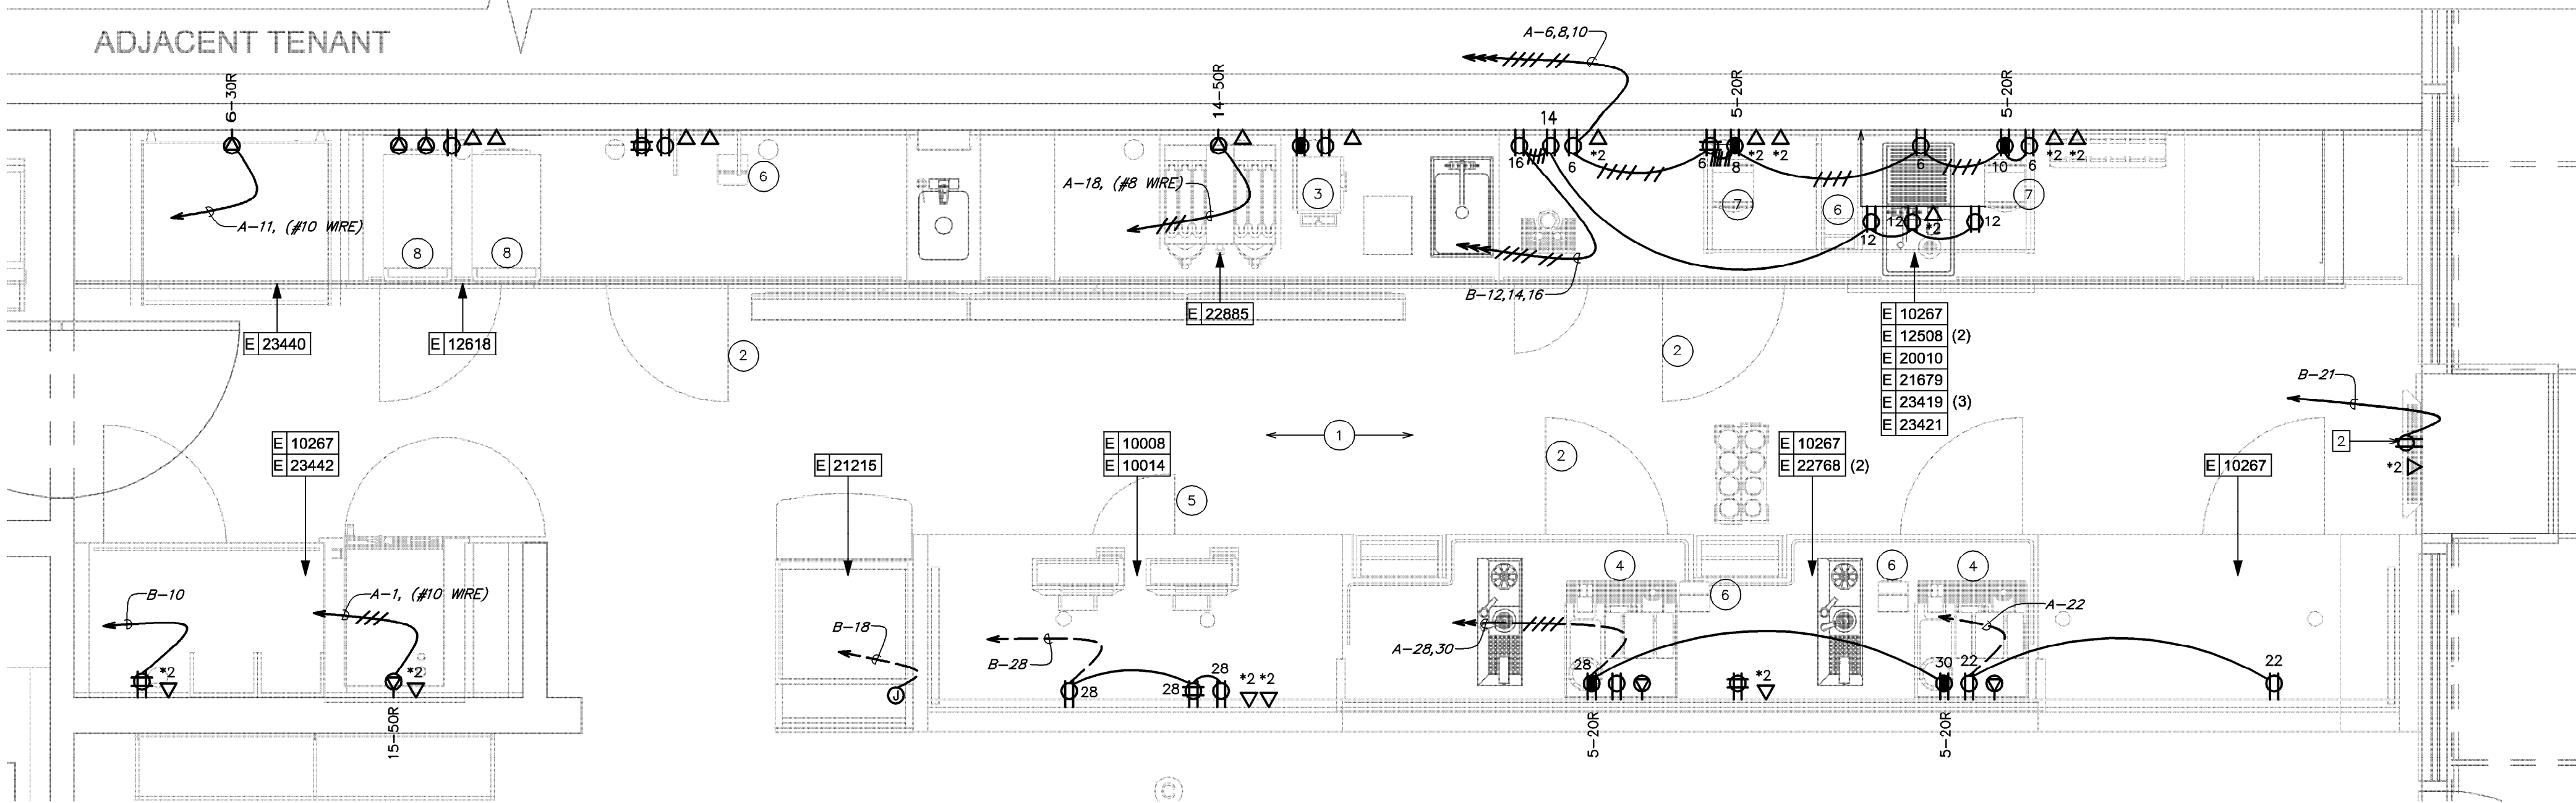 A-6,8,10
ADJACENT TENANT
6-30R
14-50R
5-20R
5-20R
14
16
6
*2
6
8
*2 *2
6
10
6
*2 *2
6
3
7
6
7
A-18, (#8 WIRE)
A-11, (#10 WIRE)
12
12
*2
12
8
8
B-12,14,16
E 23440
E 12618
E 22885
2
2
E 10267
E 12508 (2)
E 20010
E 21679
E 23419 (3)
E 23421
B-21
2
*2
1
E 10267
E 23442
E 21215
E 10008
E 10014
2
E 10267
E 22768 (2)
E 10267
5
4
6
6
4
B-10
A-1, (#10 WIRE)
B-18
B-28
A-28,30
A-22
*2
*2
J
28
28
28
*2 *2
28
*2
30
22
22
15-50R
5-20R
5-20R
C